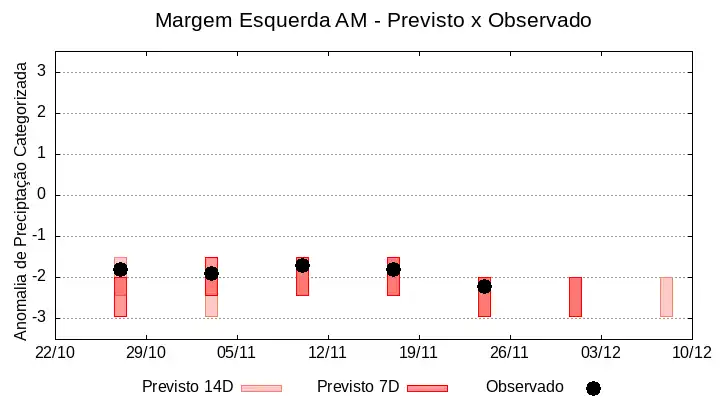 Margem Esquerda AM - Previsto x Observado
Anomalia de Preciptação Categorizada
3
2
1
0
-1
-2
-3
22/10 29/10 05/11 12/11 19/11 26/11 03/12 10/12
Previsto 14D Previsto 7D Observado